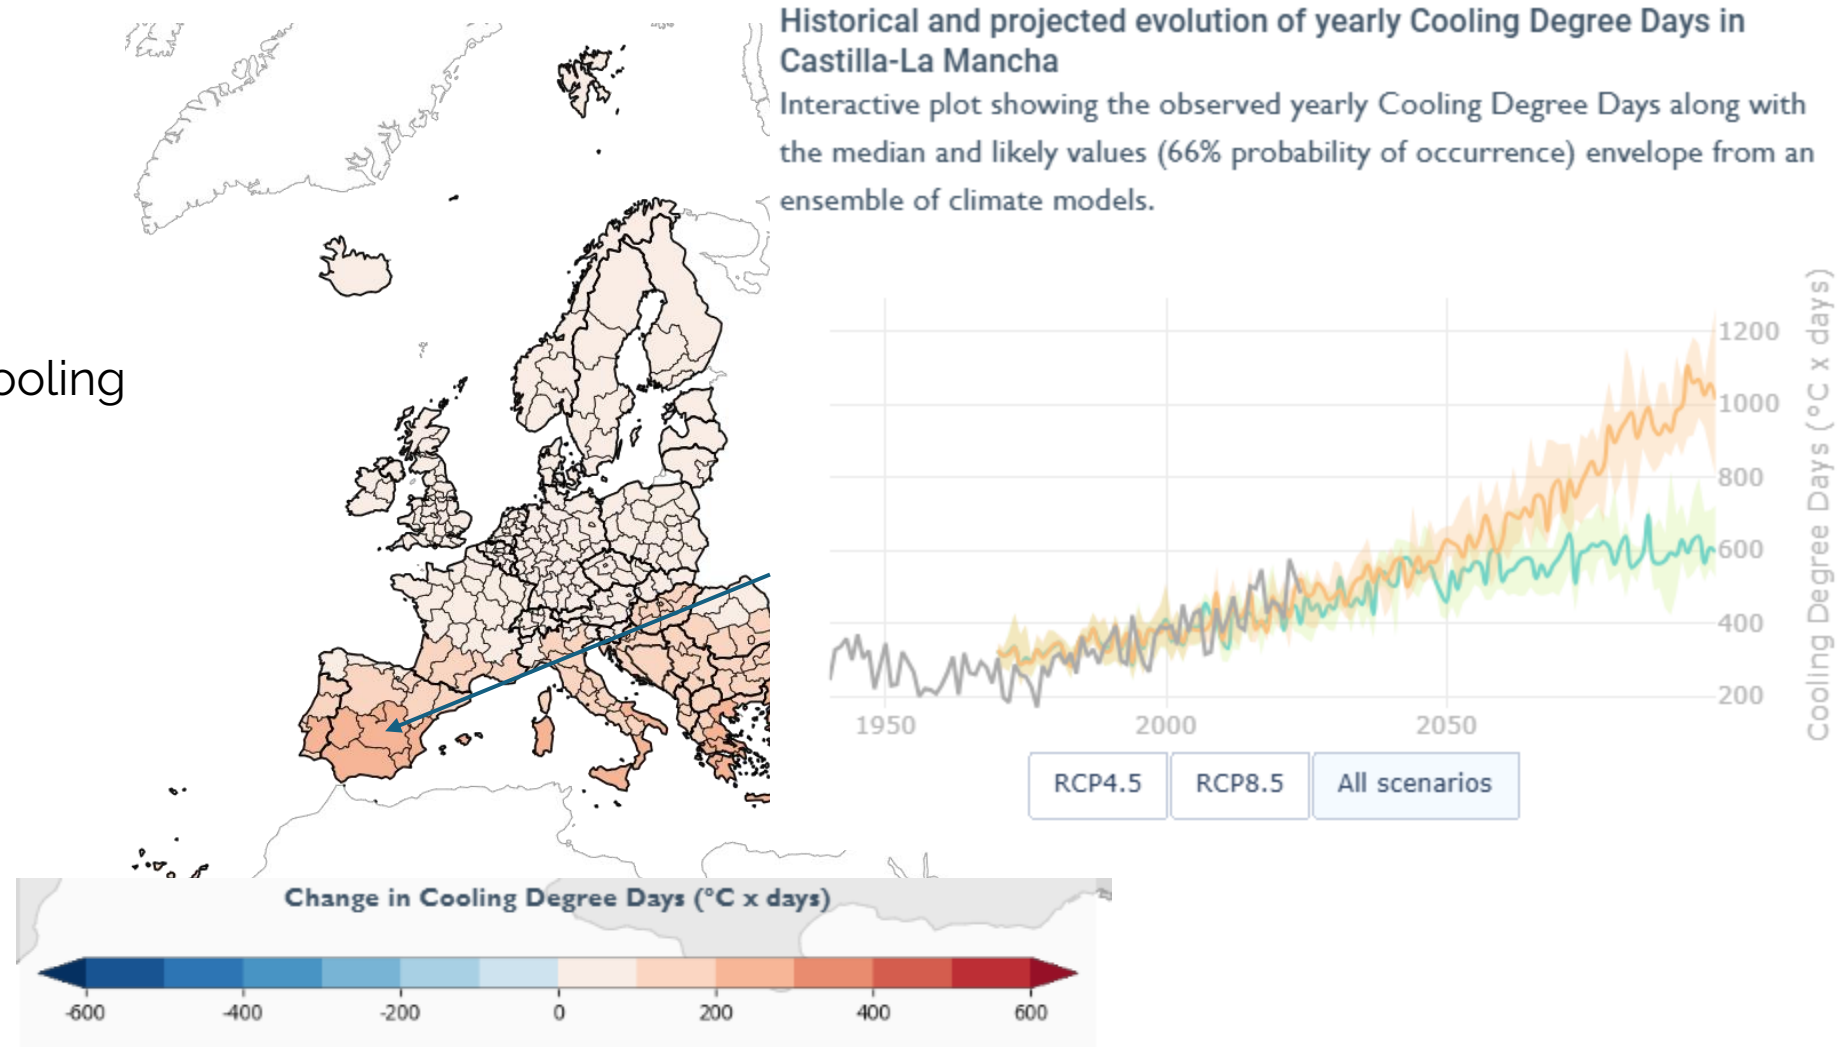 Historical and projected evolution of yearly Cooling Degree Days in
Castilla-La Mancha
Interactive plot showing the observed yearly Cooling Degree Days along with
the median and likely values (66% probability of occurrence) envelope from an
ensemble of climate models.
ooling
1200
1000
800
600
400
200
Cooling Degree Days (°C x days)
1950 2000 2050
RCP4.5 RCP8.5 All scenarios
Change in Cooling Degree Days (°C x days)
-600 -400 -200 0 200 400 600